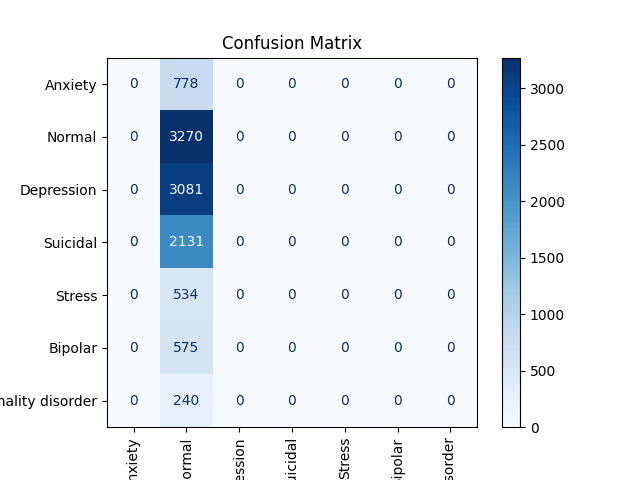 Confusion Matrix
Anxiety 0 778 0 0 0 0 0
Normal 0 3270 0 0 0 0 0
Depression 0 3081 0 0 0 0 0
Suicidal 0 2131 0 0 0 0 0
Stress 0 534 0 0 0 0 0
Bipolar 0 575 0 0 0 0 0
nality disorder 0 240 0 0 0 0 0
nxiety
ormal
ession
uicidal
Stress
ipolar
sorder
3000
2500
2000
1500
1000
500
0